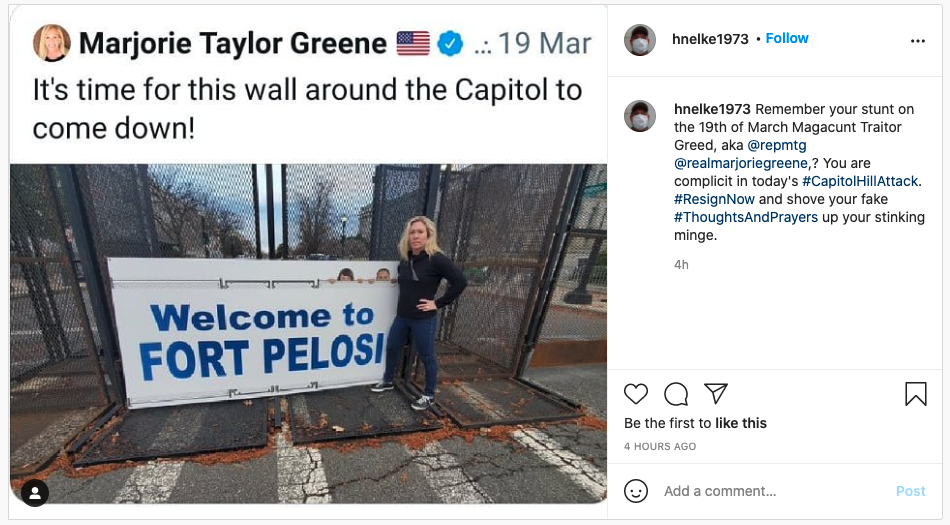 Marjorie Taylor Greene 🇺🇸 .: 19 Mar
It's time for this wall around the Capitol to
come down!
Welcome to
FORT PELOSI
hnelke1973 • Follow
hnelke1973 Remember your stunt on
the 19th of March Magacunt Traitor
Greed, aka @repmtg
@realmarjoriegreene,? You are
complicit in today's #CapitolHillAttack.
#ResignNow and shove your fake
#ThoughtsAndPrayers up your stinking
minge.
4h
Be the first to like this
4 HOURS AGO
Add a comment...
Post